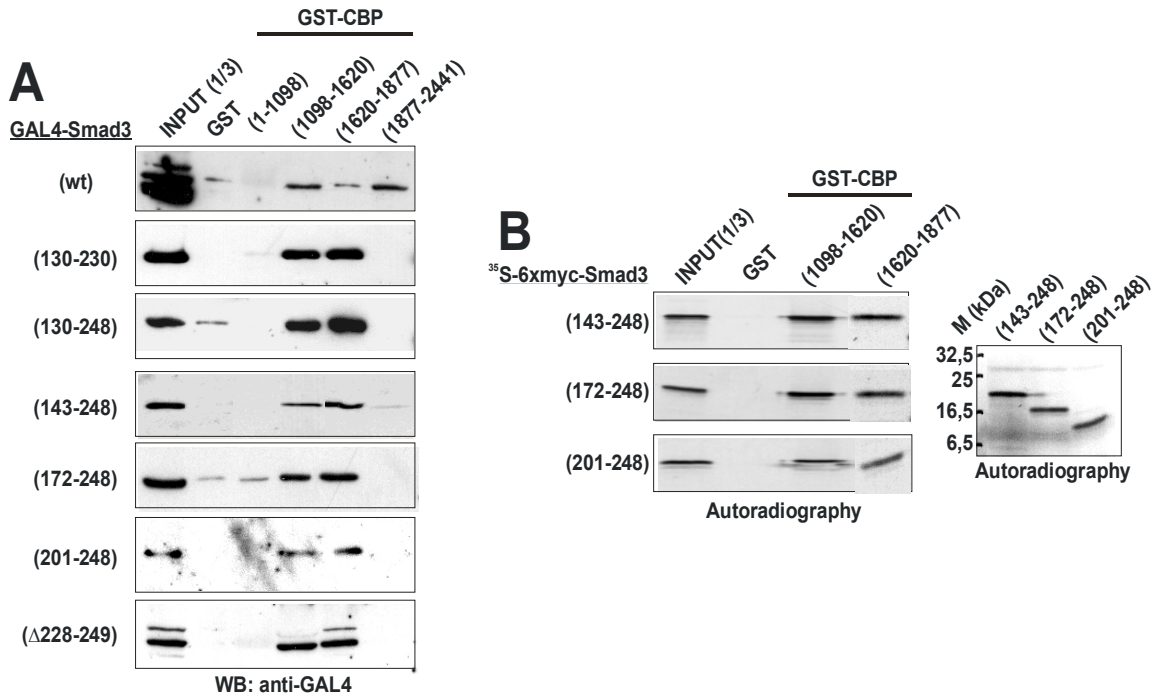 GST-CBP
A
GAL4-Smad3
INPUT (1/3)
GST
(1-1098)
(1098-1620)
(1620-1877)
(1877-2441)
(wt)
(130-230)
(130-248)
(143-248)
(172-248)
(201-248)
(Δ228-249)
WB: anti-GAL4
B
GST-CBP
³⁵S-6xmyc-Smad3
INPUT(1/3)
GST
(1098-1620)
(1620-1877)
(143-248)
(172-248)
(201-248)
Autoradiography
M (kDa)
(143-248)
(172-248)
(201-248)
32,5
25
16,5
6,5
Autoradiography